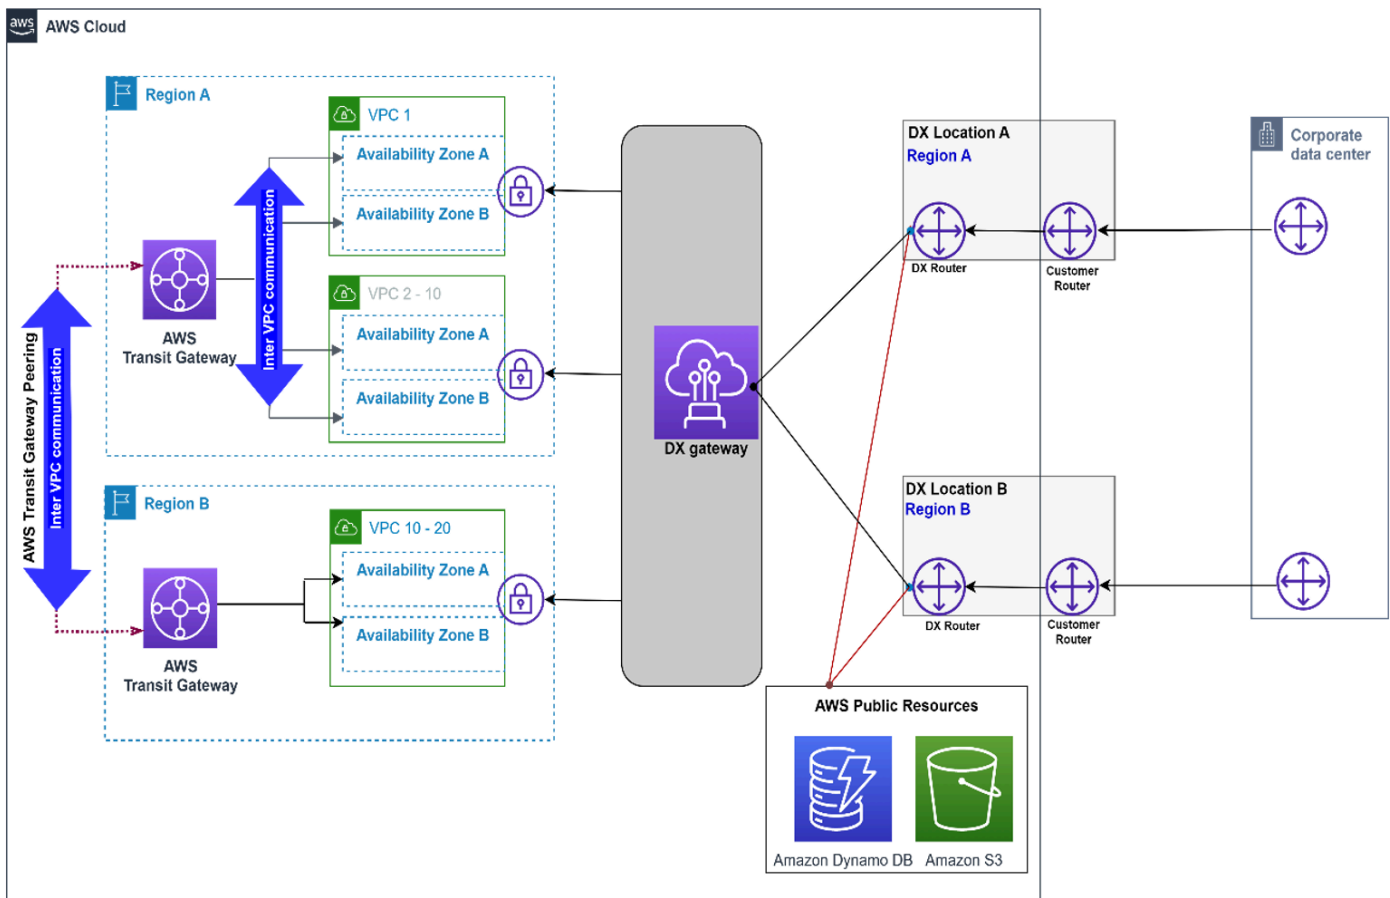 aws
AWS Cloud
Region A
VPC 1
Availability Zone A
Availability Zone B
Inter VPC communication
AWS
Transit Gateway
VPC 2 - 10
Availability Zone A
Availability Zone B
AWS Transit Gateway Peering
Inter VPC communication
Region B
VPC 10 - 20
Availability Zone A
Availability Zone B
AWS
Transit Gateway
DX gateway
DX Location A
Region A
DX Router
Customer
Router
DX Location B
Region B
DX Router
Customer
Router
Corporate
data center
AWS Public Resources
Amazon Dynamo DB
Amazon S3